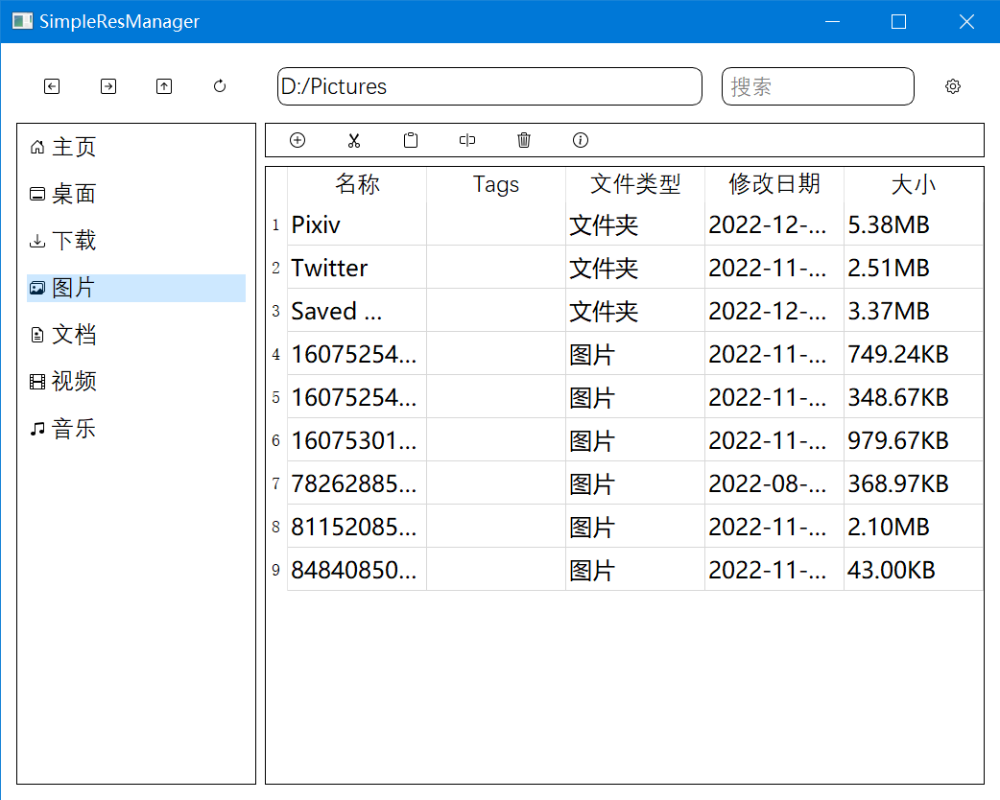 SimpleResManager
D:/Pictures 搜索
主页
桌面
下载
图片
文档
视频
音乐
名称 Tags 文件类型 修改日期 大小
1 Pixiv 文件夹 2022-12-... 5.38MB
2 Twitter 文件夹 2022-11-... 2.51MB
3 Saved ... 文件夹 2022-12-... 3.37MB
4 16075254... 图片 2022-11-... 749.24KB
5 16075254... 图片 2022-11-... 348.67KB
6 16075301... 图片 2022-11-... 979.67KB
7 78262885... 图片 2022-08-... 368.97KB
8 81152085... 图片 2022-11-... 2.10MB
9 84840850... 图片 2022-11-... 43.00KB